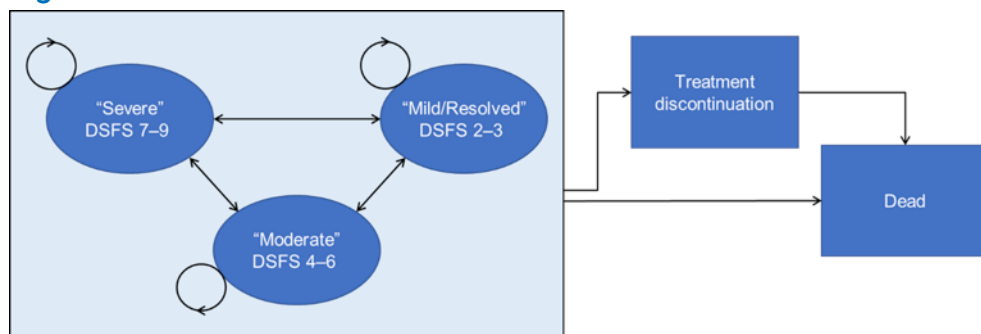 "Severe"
DSFS 7–9
"Mild/Resolved"
DSFS 2–3
"Moderate"
DSFS 4–6
Treatment
discontinuation
Dead